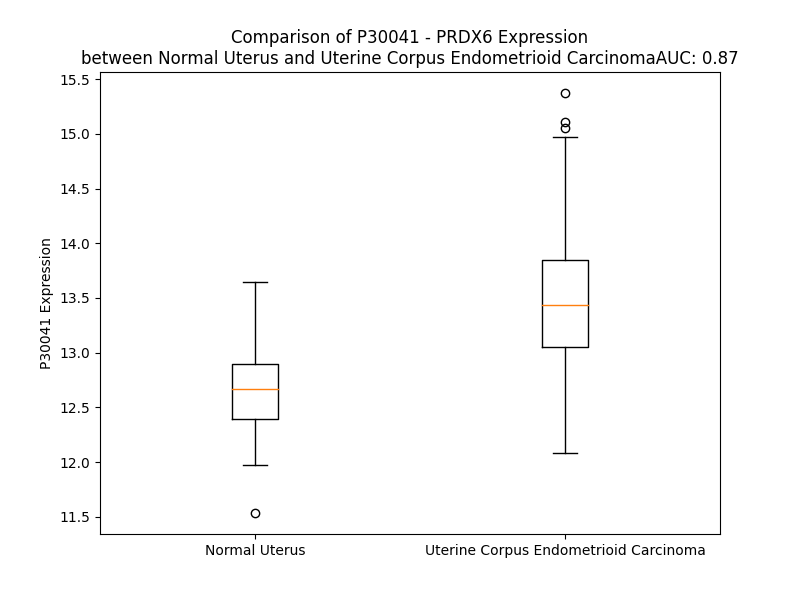 Comparison of P30041 - PRDX6 Expression
between Normal Uterus and Uterine Corpus Endometrioid CarcinomaAUC: 0.87
15.5
15.0
14.5
14.0
13.5
13.0
12.5
12.0
11.5
P30041 Expression
Normal Uterus
Uterine Corpus Endometrioid Carcinoma